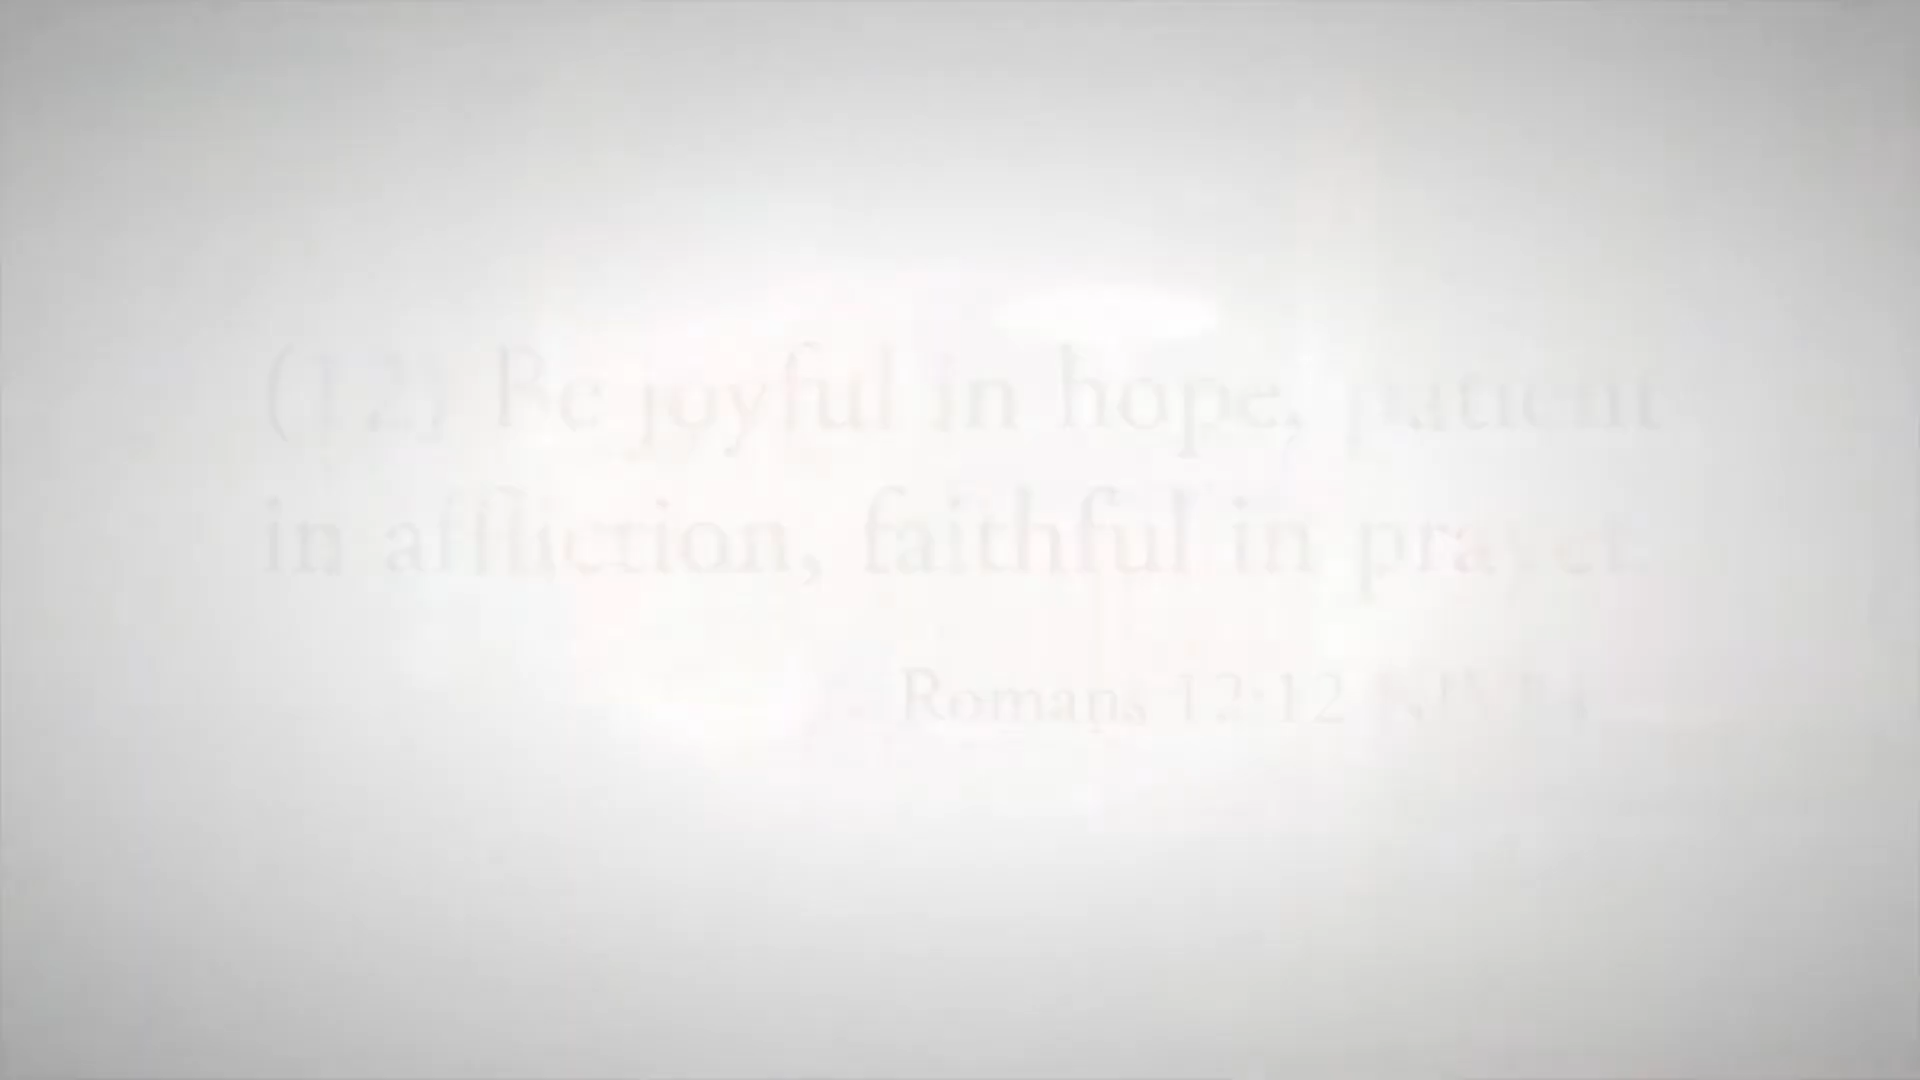 (12) Be joyful in hope, patient
in affliction, faithful in prayer.
Romans 12:12